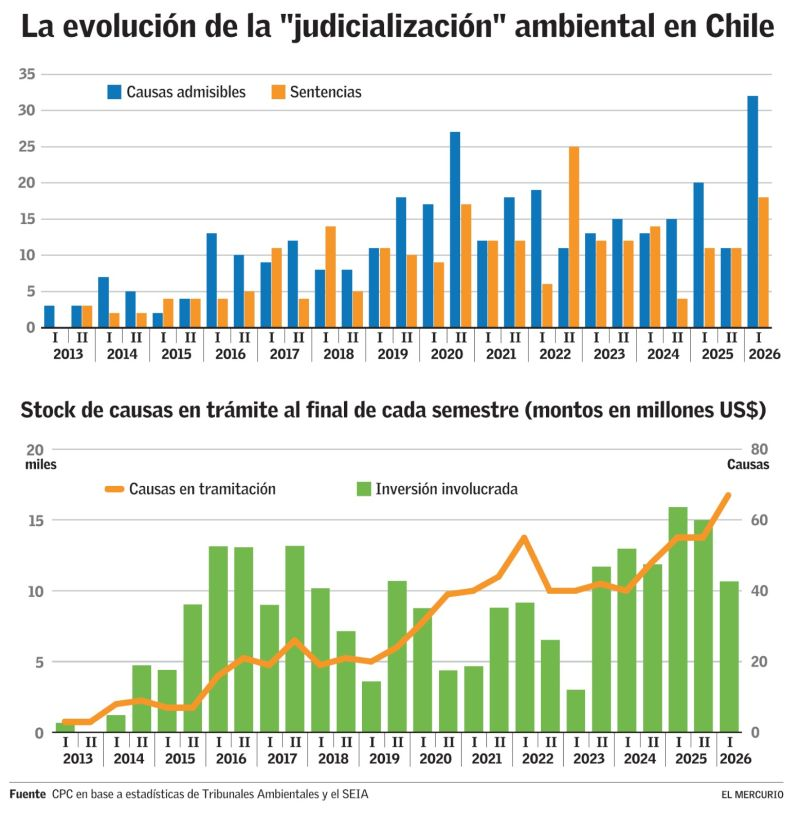 La evolución de la "judicialización" ambiental en Chile
35
Causas admisibles Sentencias
30
25
20
15
10
5
0
I II I II I II I II I II I II I II I II I II I II I II I II I II I
2013 2014 2015 2016 2017 2018 2019 2020 2021 2022 2023 2024 2025 2026
Stock de causas en trámite al final de cada semestre (montos en millones US$)
20 80
miles Causas
Causas en tramitación Inversión involucrada
15 60
10 40
5 20
0 0
I II I II I II I II I II I II I II I II I II I II I II I II I II I
2013 2014 2015 2016 2017 2018 2019 2020 2021 2022 2023 2024 2025 2026
Fuente CPC en base a estadísticas de Tribunales Ambientales y el SEIA EL MERCURIO